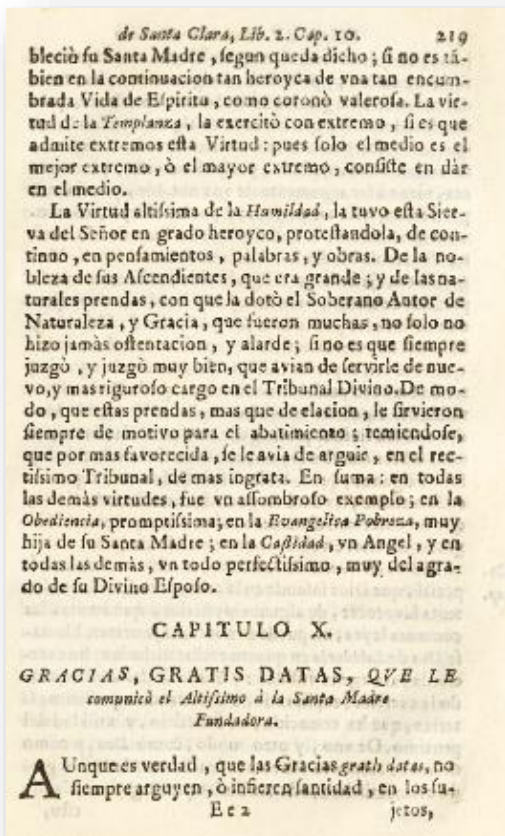 de Santa Clara, Lib. 2. Cap. 10. 219
bleciò ſu Santa Madre, ſegun queda dicho; ſi no es tã-
bien en la continuacion tan heroyca de vna tan encum-
brada Vida de Eſpiritu, como coronò valeroſa. La vir-
tud de la Templanza, la exercitò con extremo, ſi es que
admite extremos eſta Virtud: pues ſolo el medio es el
mejor extremo, ò el mayor extremo, conſiſte en dàr
en el medio.
La Virtud altiſsima de la Humildad, la tuvo eſta Sier-
va del Señor en grado heroyco, proteſtandola, de con-
tinuo, en penſamientos, palabras, y obras. De la no-
bleza de ſus Aſcendientes, que era grande; y de las na-
turales prendas, con que la dotò el Soberano Autor de
Naturaleza, y Gracia, que fueron muchas, no ſolo no
hizo jamàs oſtentacion, y alarde; ſi no es que ſiempre
juzgò, y juzgò muy bien, que avian de ſervirle de nue-
vo, y mas riguroſo cargo en el Tribunal Divino. De mo-
do, que eſtas prendas, mas que de elacion, le ſirvieron
ſiempre de motivo para el abatimiento; temiendoſe,
que por mas favorecida, ſe le avia de arguir, en el rec-
tiſsimo Tribunal, de mas ingrata. En ſuma: en todas
las demàs virtudes, fue vn aſſombroſo exemplo; en la
Obediencia, promptiſsima; en la Evangelica Pobreza, muy
hija de ſu Santa Madre; en la Caſtidad, vn Angel, y en
todas las demàs, vn todo perfectiſsimo, muy del agra-
do de ſu Divino Eſpoſo.
CAPITULO X.
GRACIAS, GRATIS DATAS, QVE LE
comunicò el Altiſsimo à la Santa Madre
Fundadora.
AUnque es verdad, que las Gracias gratis datas, no
ſiempre arguyen, ò infieren ſantidad, en los ſu-
Ee 2 jetos,